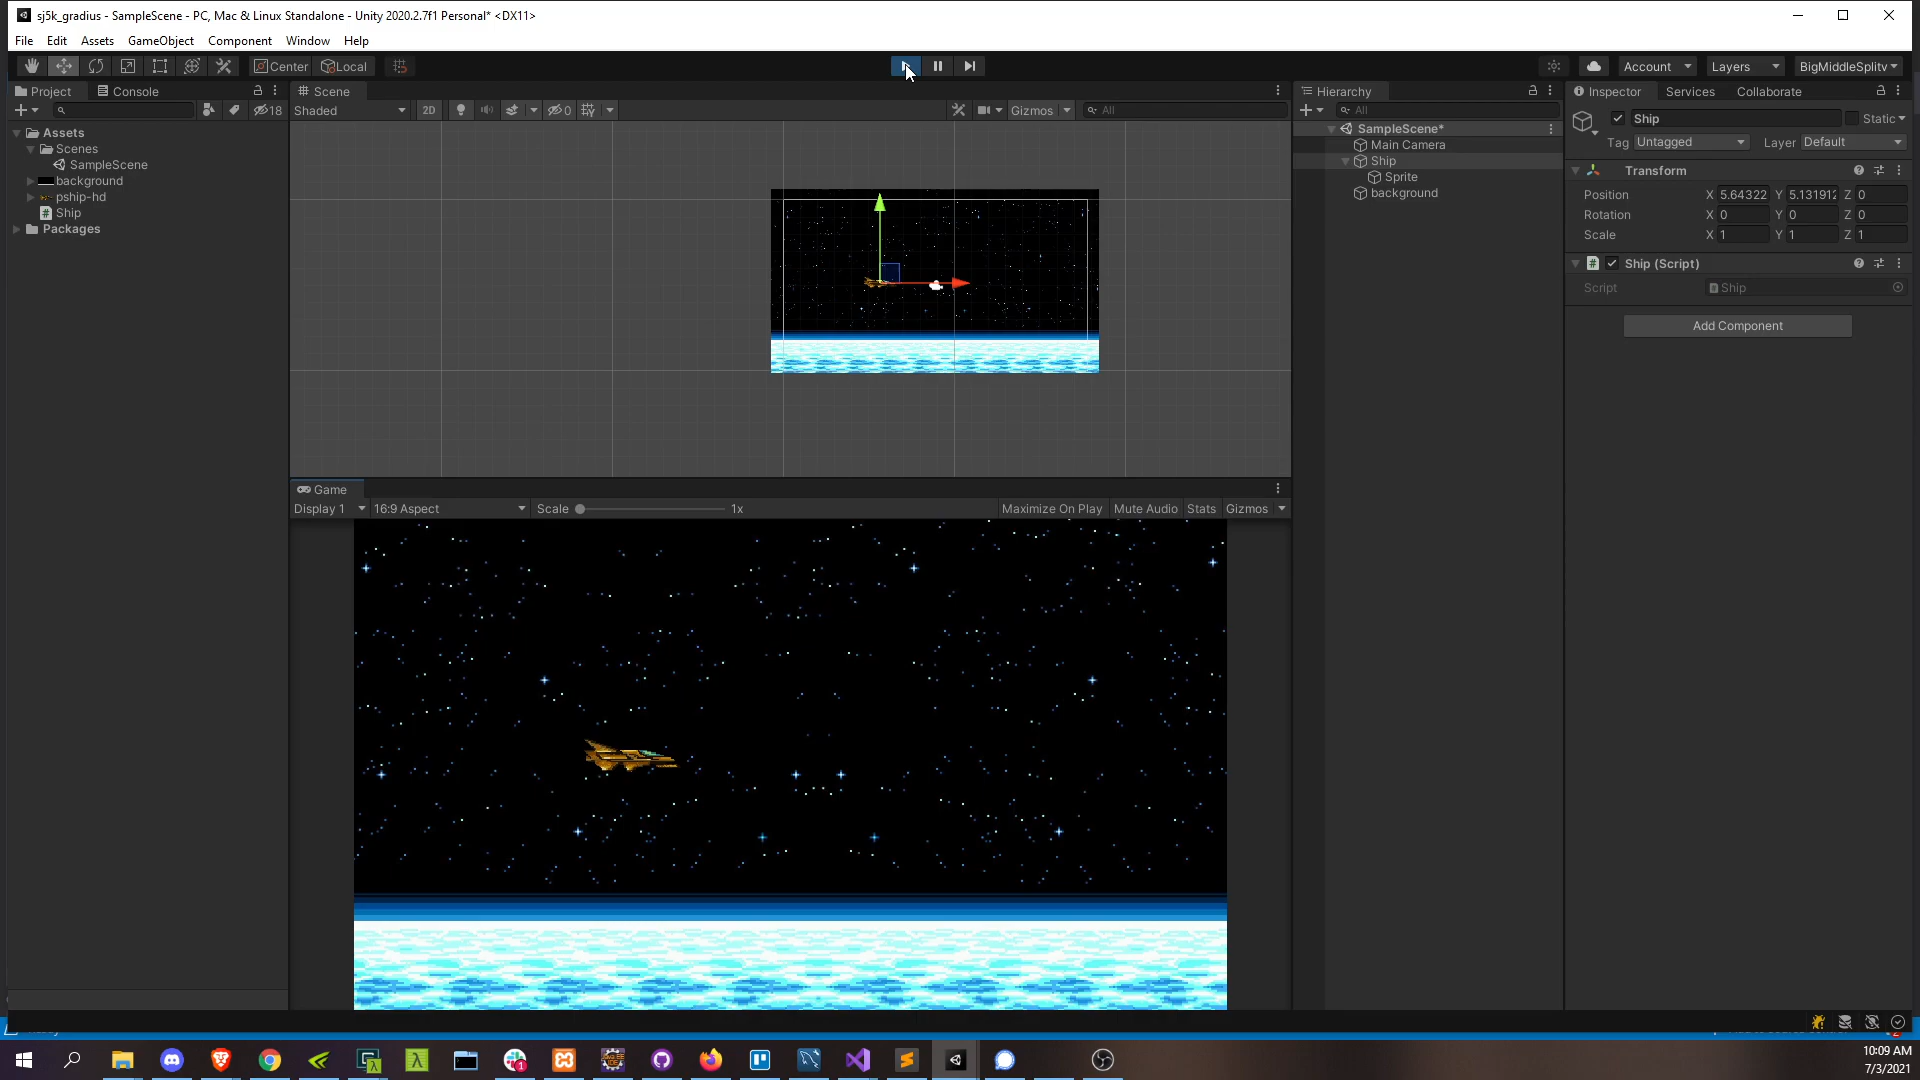 sj5k_gradius - SampleScene - PC, Mac & Linux Standalone - Unity 2020.2.7f1 Personal* <DX11>
File Edit Assets GameObject Component Window Help
Center Local Account Layers BigMiddleSplitv
Project Console Scene Hierarchy Inspector Services Collaborate
18 Shaded 2D 0 Gizmos All All Ship Static
Assets SampleScene*
Scenes Main Camera Tag Untagged Layer Default
SampleScene Ship
background Sprite Transform
pship-hd background Position X 5.64322 Y 5.131912 Z 0
Ship Rotation X 0 Y 0 Z 0
Packages Scale X 1 Y 1 Z 1
Ship (Script)
Script Ship
Add Component
Game
Display 1 16:9 Aspect Scale 1x Maximize On Play Mute Audio Stats Gizmos
10:09 AM
7/3/2021